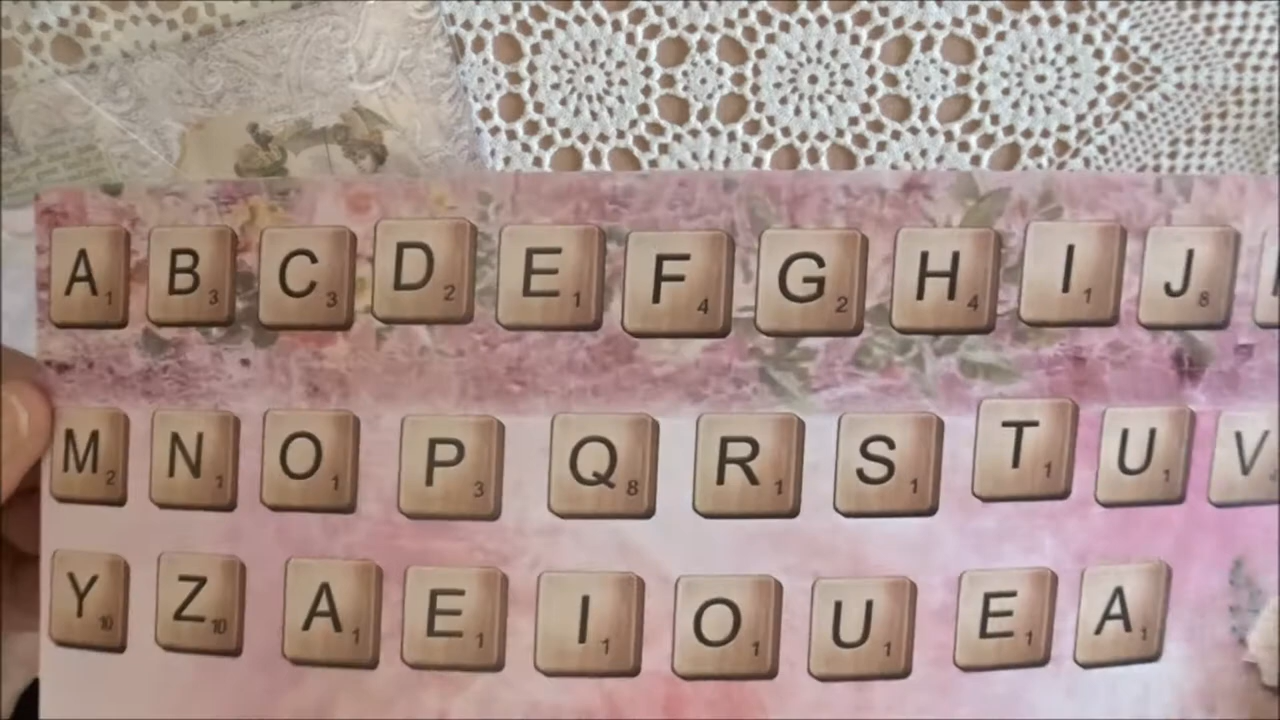 A1 B3 C3 D2 E1 F4 G2 H4 I1 J8
M2 N1 O1 P3 Q8 R1 S1 T1 U1 V
Y10 Z10 A1 E1 I1 O1 U1 E1 A1